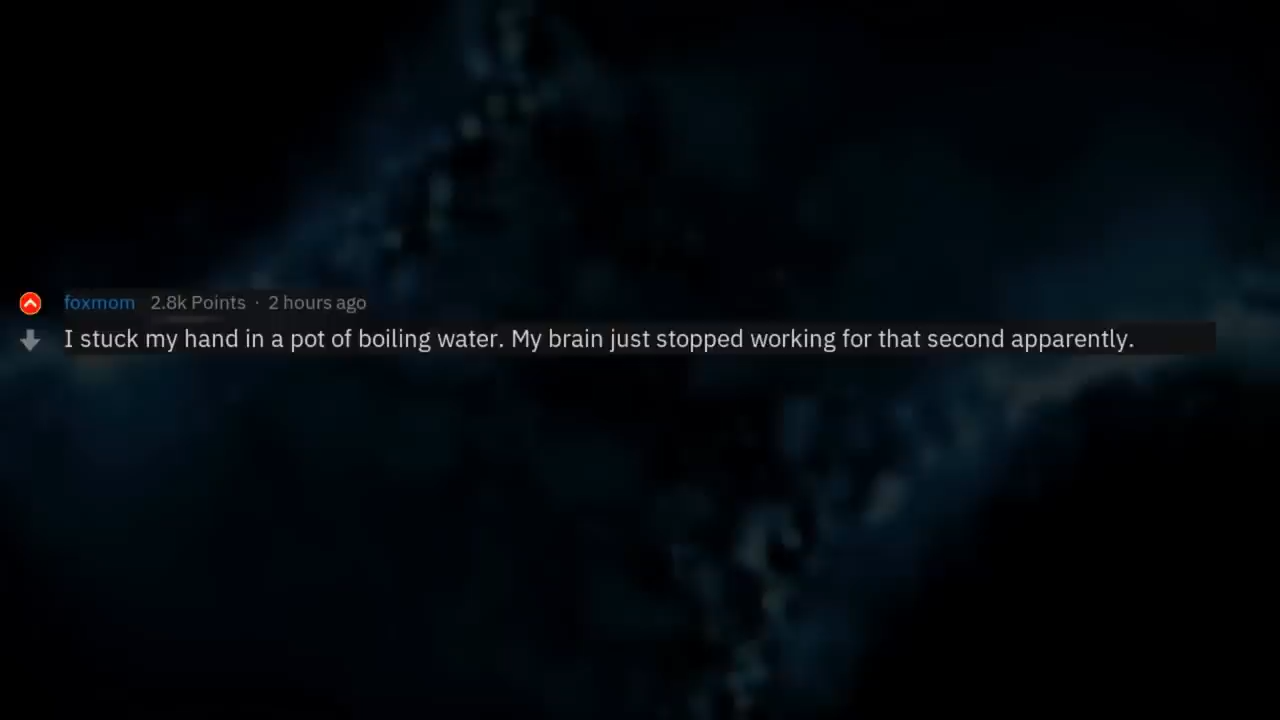 foxmom 2.8k Points · 2 hours ago
I stuck my hand in a pot of boiling water. My brain just stopped working for that second apparently.